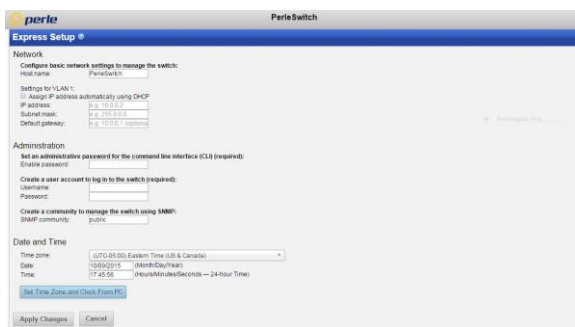 perle
PerleSwitch
Express Setup
Network
Configure basic network settings to manage the switch:
Host name: PerleSwitch
Settings for VLAN 1:
Assign IP address automatically using DHCP
IP address: e.g. 10.0.0.2
Subnet mask: e.g. 255.0.0.0
Default gateway: e.g. 10.0.0.1 (optional
Administration
Set an administrative password for the command line interface (CLI) (required):
Enable password:
Create a user account to log in to the switch (required):
Username:
Password:
Create a community to manage the switch using SNMP:
SNMP community: public
Date and Time
Time zone: (UTC-05:00) Eastern Time (US & Canada)
Date: 10/09/2015 (Month/Day/Year)
Time: 17:45:56 (Hours/Minutes/Seconds — 24-hour Time)
Set Time Zone and Clock From PC
Apply Changes Cancel